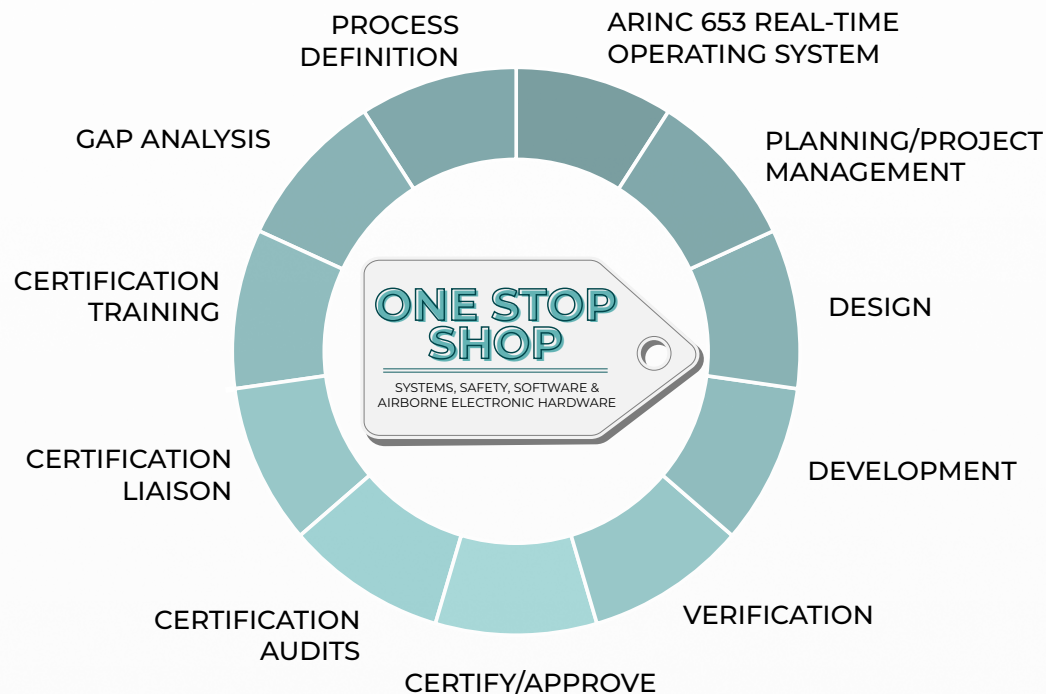 PROCESS
DEFINITION
ARINC 653 REAL-TIME
OPERATING SYSTEM
GAP ANALYSIS
PLANNING/PROJECT
MANAGEMENT
CERTIFICATION
TRAINING
ONE STOP
SHOP
SYSTEMS, SAFETY, SOFTWARE &
AIRBORNE ELECTRONIC HARDWARE
DESIGN
CERTIFICATION
LIAISON
DEVELOPMENT
CERTIFICATION
AUDITS
VERIFICATION
CERTIFY/APPROVE